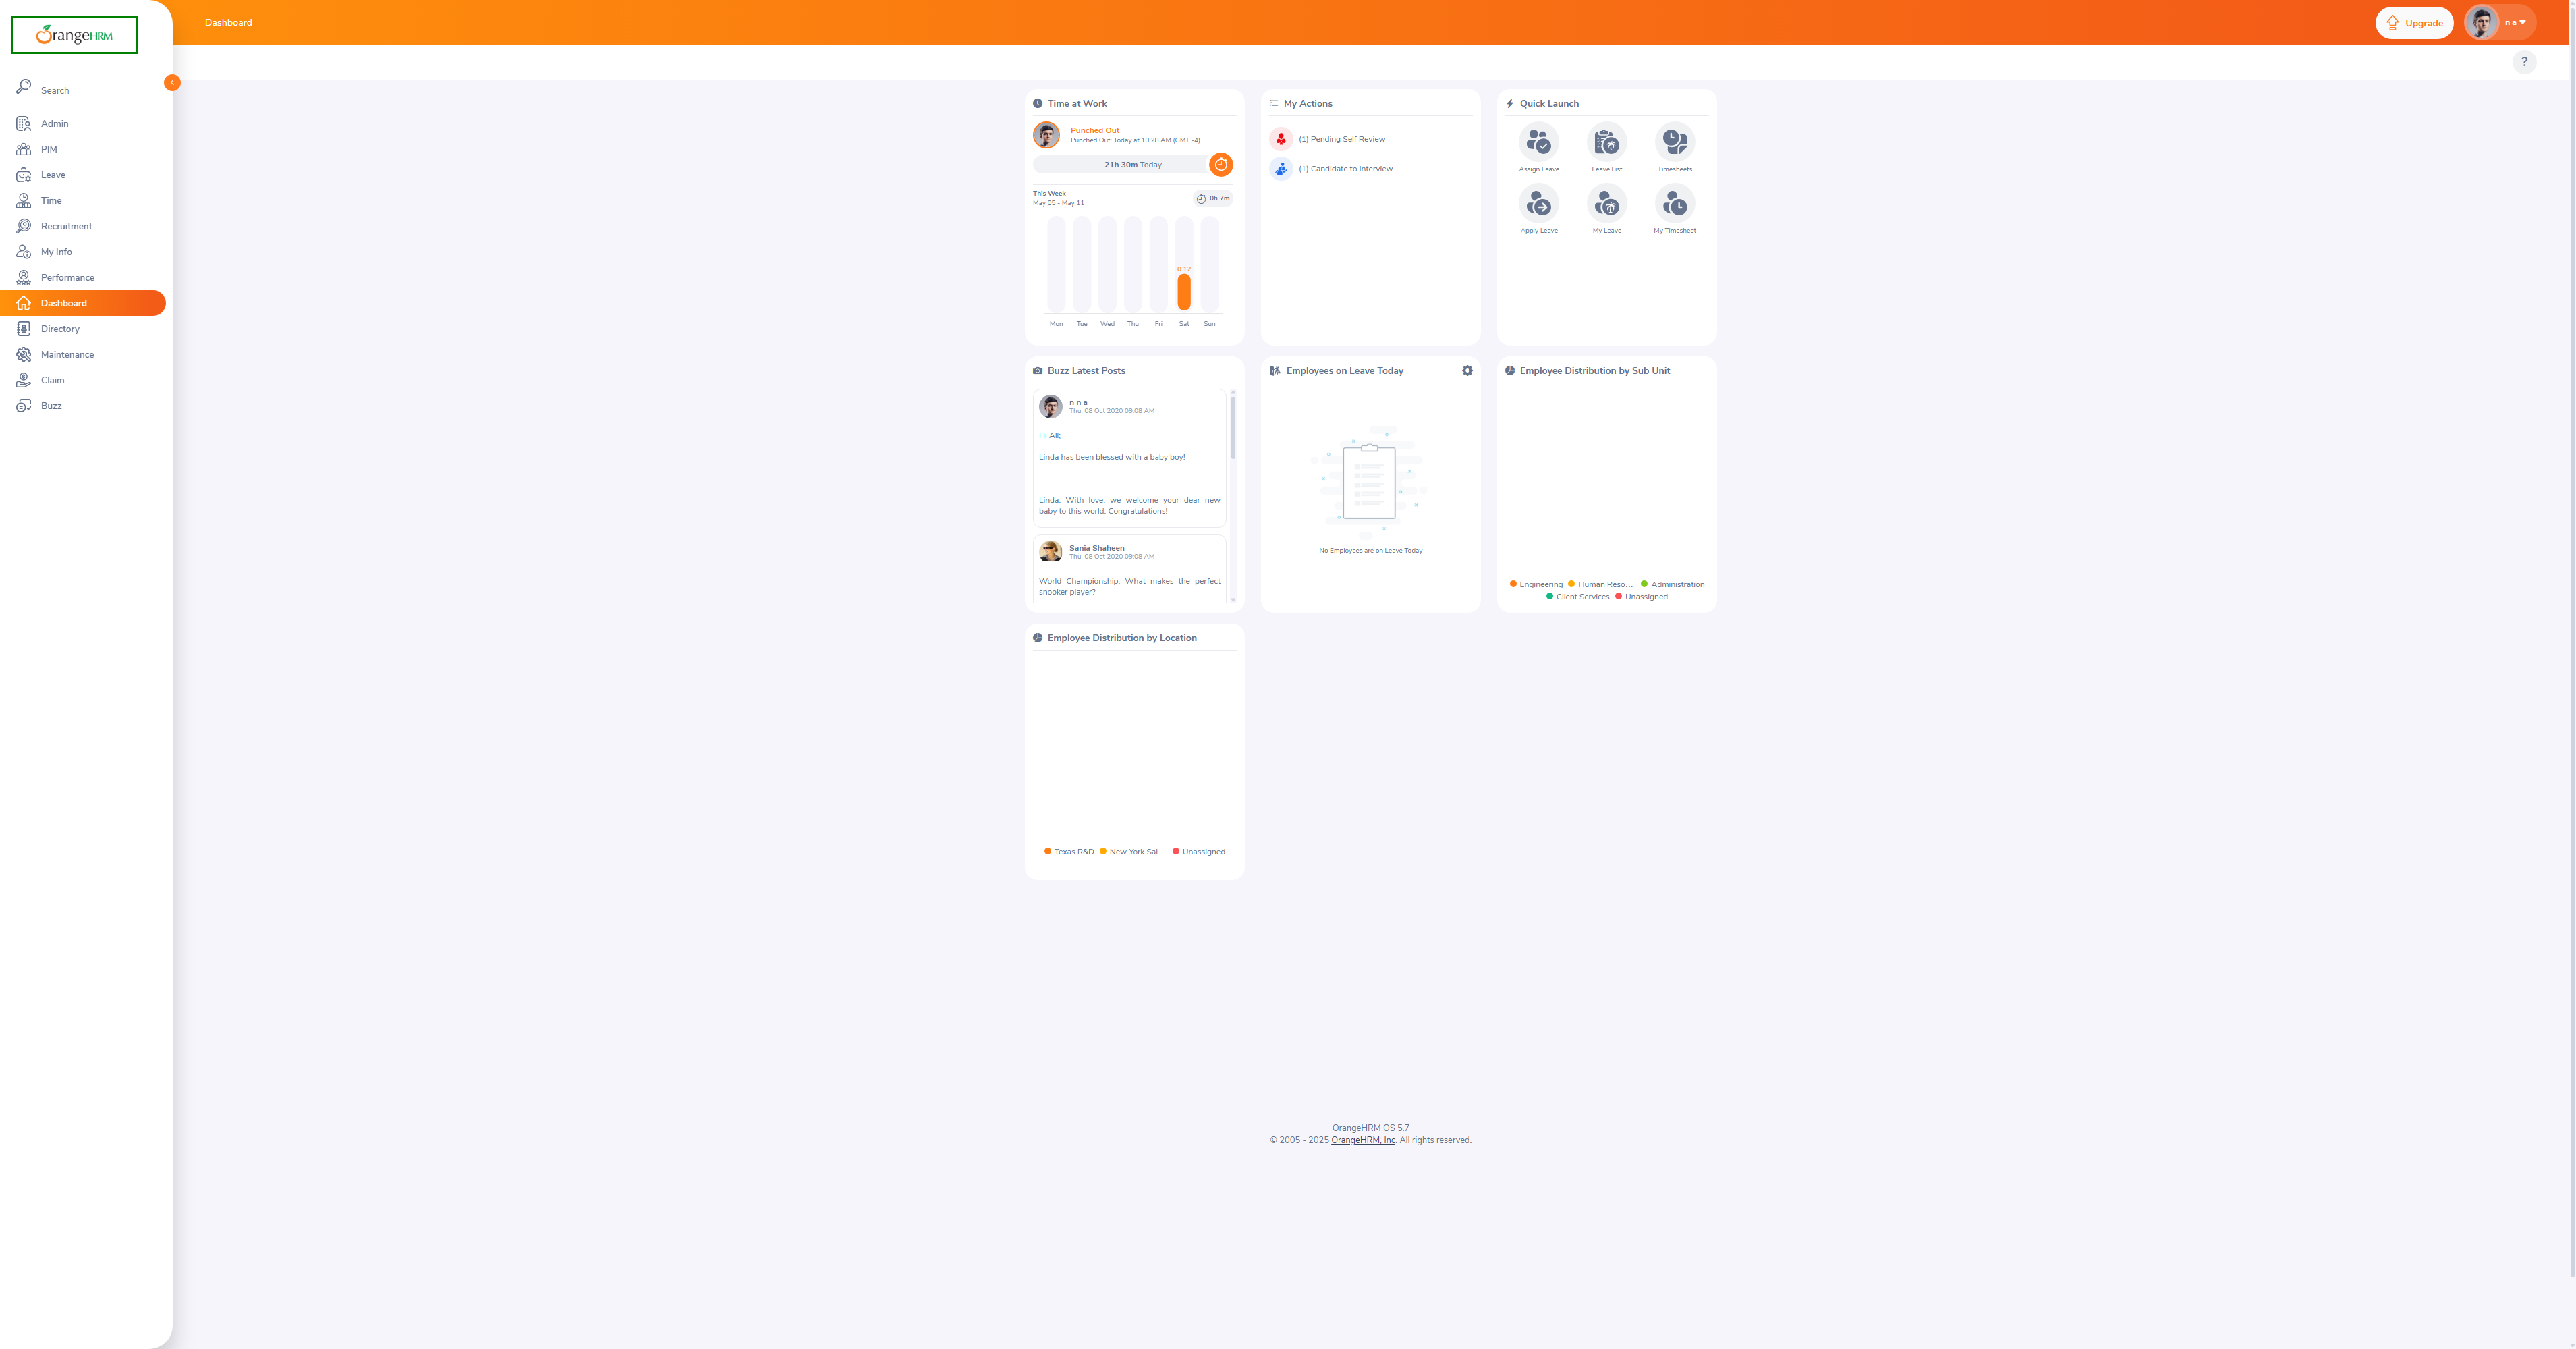 OrangeHRM
Search
Admin
PIM
Leave
Time
Recruitment
My Info
Performance
Dashboard
Directory
Maintenance
Claim
Buzz
Dashboard
Upgrade
n a
?
Time at Work
Punched Out
Punched Out: Today at 10:28 AM (GMT -4)
21h 30m Today
This Week
May 05 - May 11
0h 7m
0.12
Mon Tue Wed Thu Fri Sat Sun
My Actions
(1) Pending Self Review
(1) Candidate to Interview
Quick Launch
Assign Leave
Leave List
Timesheets
Apply Leave
My Leave
My Timesheet
Buzz Latest Posts
n n a
Thu, 08 Oct 2020 09:08 AM
Hi All;
Linda has been blessed with a baby boy!
Linda: With love, we welcome your dear new
baby to this world. Congratulations!
Sania Shaheen
Thu, 08 Oct 2020 09:08 AM
World Championship: What makes the perfect
snooker player?
Employees on Leave Today
No Employees are on Leave Today
Employee Distribution by Sub Unit
Engineering Human Reso... Administration
Client Services Unassigned
Employee Distribution by Location
Texas R&D New York Sal... Unassigned
OrangeHRM OS 5.7
© 2005 - 2025 OrangeHRM, Inc. All rights reserved.